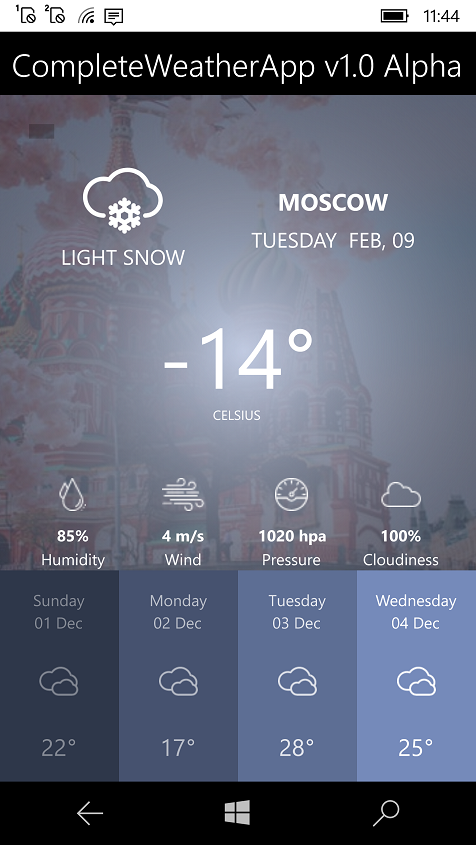 1 2 11:44
CompleteWeatherApp v1.0 Alpha
MOSCOW
TUESDAY FEB, 09
LIGHT SNOW
-14°
CELSIUS
85% 4 m/s 1020 hpa 100%
Humidity Wind Pressure Cloudiness
Sunday Monday Tuesday Wednesday
01 Dec 02 Dec 03 Dec 04 Dec
22° 17° 28° 25°